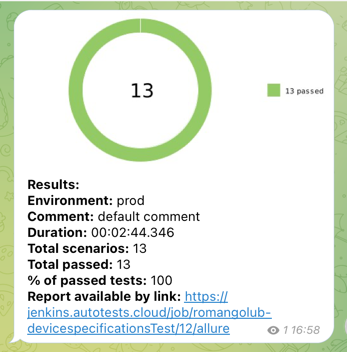 13
13 passed
Results:
Environment: prod
Comment: default comment
Duration: 00:02:44.346
Total scenarios: 13
Total passed: 13
% of passed tests: 100
Report available by link: https://
jenkins.autotests.cloud/job/romangolub-
devicespecificationsTest/12/allure
1 16:58